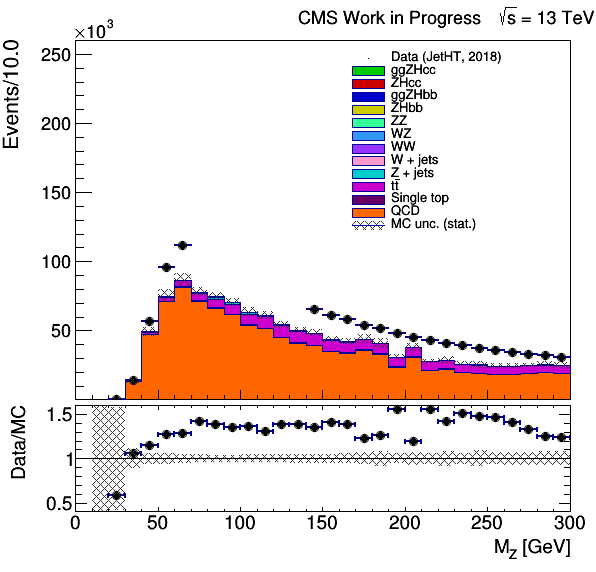 CMS Work in Progress √s = 13 TeV
×10³
Events/10.0
250
200
150
100
50
Data (JetHT, 2018)
ggZHcc
ZHcc
ggZHbb
ZHbb
ZZ
WZ
WW
W + jets
Z + jets
tt̄
Single top
QCD
MC unc. (stat.)
Data/MC
1.5
1
0.5
0 50 100 150 200 250 300
M_Z [GeV]